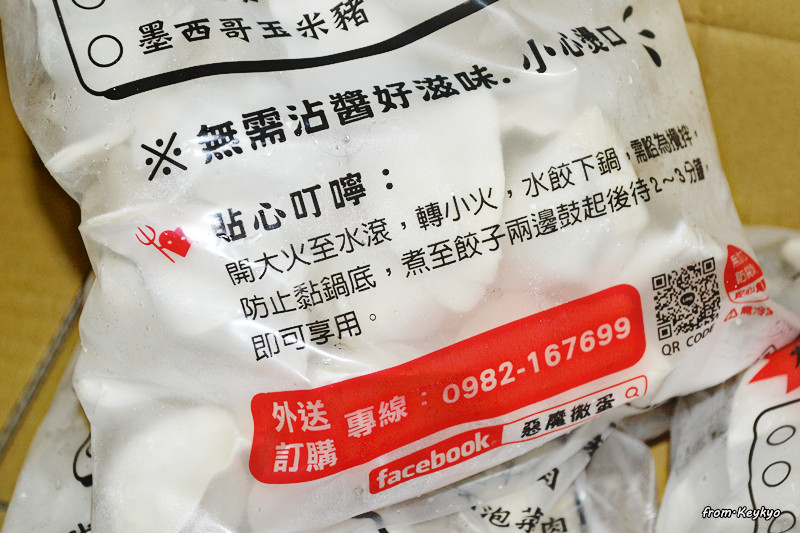 墨西哥玉米豬
※無需沾醬好滋味.小心燙口
貼心叮嚀：
開大火至水滾，轉小火，水餃下鍋，需略為攪拌，
防止黏鍋底，煮至餃子兩邊鼓起後待2～3分鐘，
即可享用。
QR CODE
外送
訂購
專線：0982-167699
facebook 惡魔撒蛋
from·Keykyo